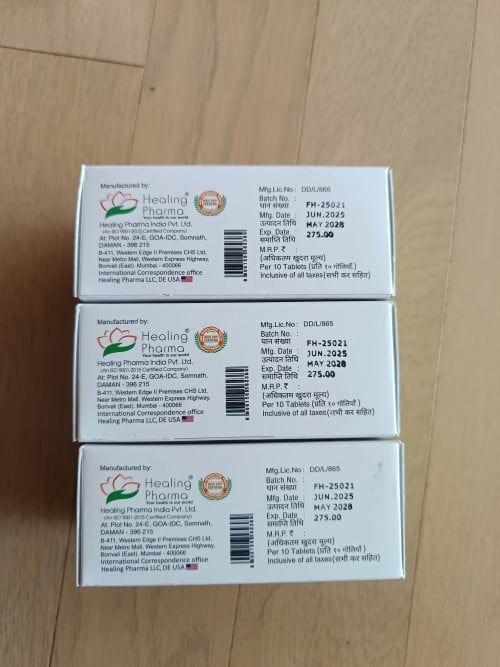 Manufactured by:
Healing
Pharma
Your health is our world
Healing Pharma India Pvt. Ltd.
(An ISO 9001-2015 Certified Company)
At: Plot No. 24-E, GOA-IDC, Somnath,
DAMAN - 396 215
B-411, Western Edge II Premises CHS Ltd,
Near Metro Mall, Western Express Highway,
Borivali (East), Mumbai - 400066
International Correspondence office
Healing Pharma LLC, DE USA
Mfg.Lic.No : DD/L/865
Batch No. : FH-25021
घान संख्या
Mfg. Date : JUN.2025
उत्पादन तिथि
Exp. Date : MAY 2028
समाप्ति तिथि
M.R.P. ₹ : 275.00
(अधिकतम खुदरा मूल्य)
Per 10 Tablets (प्रति १० गोलियाँ)
Inclusive of all taxes(सभी कर सहित)
Manufactured by:
Healing
Pharma
Your health is our world
Healing Pharma India Pvt. Ltd.
(An ISO 9001-2015 Certified Company)
At: Plot No. 24-E, GOA-IDC, Somnath,
DAMAN - 396 215
B-411, Western Edge II Premises CHS Ltd,
Near Metro Mall, Western Express Highway,
Borivali (East), Mumbai - 400066
International Correspondence office
Healing Pharma LLC, DE USA
Mfg.Lic.No : DD/L/865
Batch No. : FH-25021
घान संख्या
Mfg. Date : JUN.2025
उत्पादन तिथि
Exp. Date : MAY 2028
समाप्ति तिथि
M.R.P. ₹ : 275.00
(अधिकतम खुदरा मूल्य)
Per 10 Tablets (प्रति १० गोलियाँ)
Inclusive of all taxes(सभी कर सहित)
Manufactured by:
Healing
Pharma
Your health is our world
Healing Pharma India Pvt. Ltd.
(An ISO 9001-2015 Certified Company)
At: Plot No. 24-E, GOA-IDC, Somnath,
DAMAN - 396 215
B-411, Western Edge II Premises CHS Ltd,
Near Metro Mall, Western Express Highway,
Borivali (East), Mumbai - 400066
International Correspondence office
Healing Pharma LLC, DE USA
Mfg.Lic.No : DD/L/865
Batch No. : FH-25021
घान संख्या
Mfg. Date : JUN.2025
उत्पादन तिथि
Exp. Date : MAY 2028
समाप्ति तिथि
M.R.P. ₹ : 275.00
(अधिकतम खुदरा मूल्य)
Per 10 Tablets (प्रति १० गोलियाँ)
Inclusive of all taxes(सभी कर सहित)